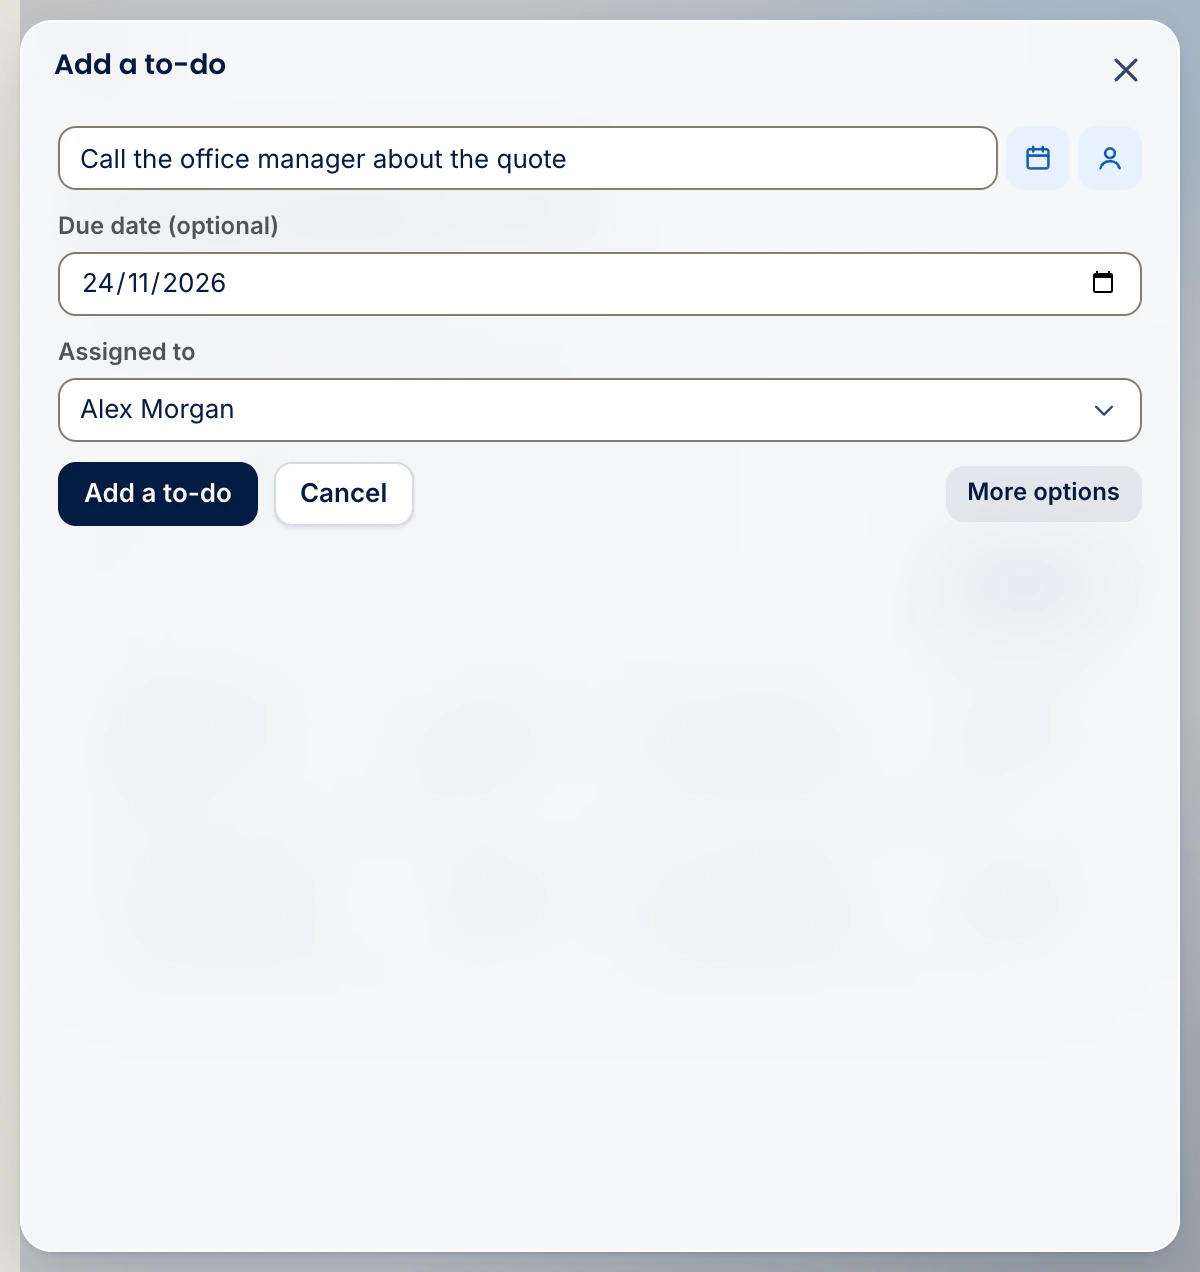 Add a to-do
Call the office manager about the quote
Due date (optional)
24/11/2026
Assigned to
Alex Morgan
Add a to-do
Cancel
More options